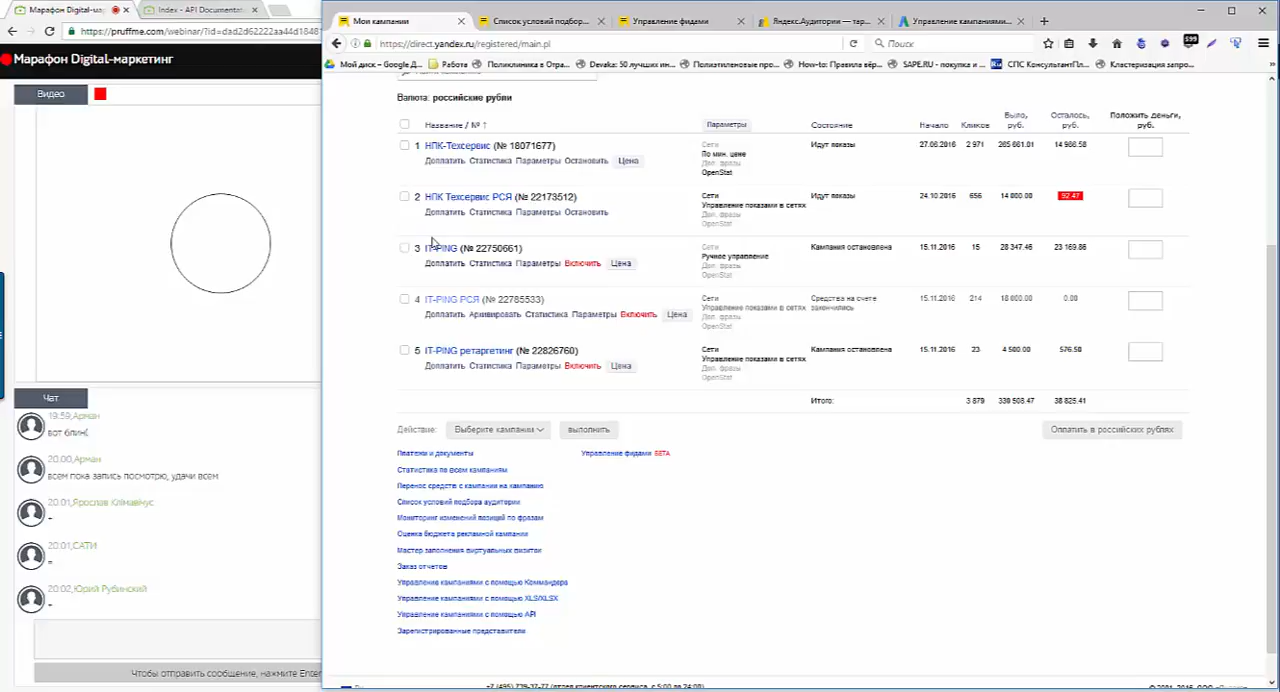 Марафон Digital-ма
Index - API Documentat
https://pruffme.com/webinar/?id=dad2d62222aa44d1848
Марафон Digital-маркетинг
Видео
Чат
19:59,Арман
вот блин(
20:00,Арман
всем пока запись посмотрю, удачи всем
20:01,Ярослав Клімавічус
20:01,САТИ
20:02,Юрий Рубинский
Чтобы отправить сообщение, нажмите Enter
Мои кампании
Список условий подбор...
Управление фидами
Яндекс.Аудитории — тар...
Управление кампаниями...
https://direct.yandex.ru/registered/main.pl
Поиск
$99
Мой диск – Google Д...
Работа
Поликлиника в Отра...
Devaka: 50 лучших ин...
Полиэтиленовые про...
How-to: Правила вёр...
SAPE.RU - покупка и ...
СПС КонсультантПл...
Кластеризация запро...
Валюта: российские рубли
Название / № ↑
Параметры
Состояние
Начало
Кликов
Было, руб.
Осталось, руб.
Положить деньги, руб.
1 НПК-Техсервис (№ 18071677)
Доплатить Статистика Параметры Остановить Цена
Сети
По мин. цене
Доп. фразы
OpenStat
Идут показы
27.06.2016
2 971
265 661.01
14 986.58
2 НПК Техсервис РСЯ (№ 22173512)
Доплатить Статистика Параметры Остановить
Сети
Управление показами в сетях
Доп. фразы
OpenStat
Идут показы
24.10.2016
656
14 000.00
92.47
3 IT-PING (№ 22750661)
Доплатить Статистика Параметры Включить Цена
Сети
Ручное управление
Доп. фразы
OpenStat
Кампания остановлена
15.11.2016
15
28 347.46
23 169.86
4 IT-PING РСЯ (№ 22785533)
Доплатить Архивировать Статистика Параметры Включить Цена
Сети
Управление показами в сетях
Доп. фразы
OpenStat
Средства на счете закончились
15.11.2016
214
18 000.00
0.00
5 IT-PING ретаргетинг (№ 22826760)
Доплатить Статистика Параметры Включить Цена
Сети
Управление показами в сетях
Доп. фразы
OpenStat
Кампания остановлена
15.11.2016
23
4 500.00
576.50
Итого:
3 879
330 508.47
38 825.41
Действие:
Выберите кампании
выполнить
Оплатить в российских рублях
Платежи и документы
Управление фидами БЕТА
Статистика по всем кампаниям
Перенос средств с кампании на кампанию
Список условий подбора аудитории
Мониторинг изменений позиций по фразам
Оценка бюджета рекламной кампании
Мастер заполнения виртуальных визиток
Заказ отчетов
Управление кампаниями с помощью Коммандера
Управление кампаниями с помощью XLS/XLSX
Управление кампаниями с помощью API
Зарегистрированные представители